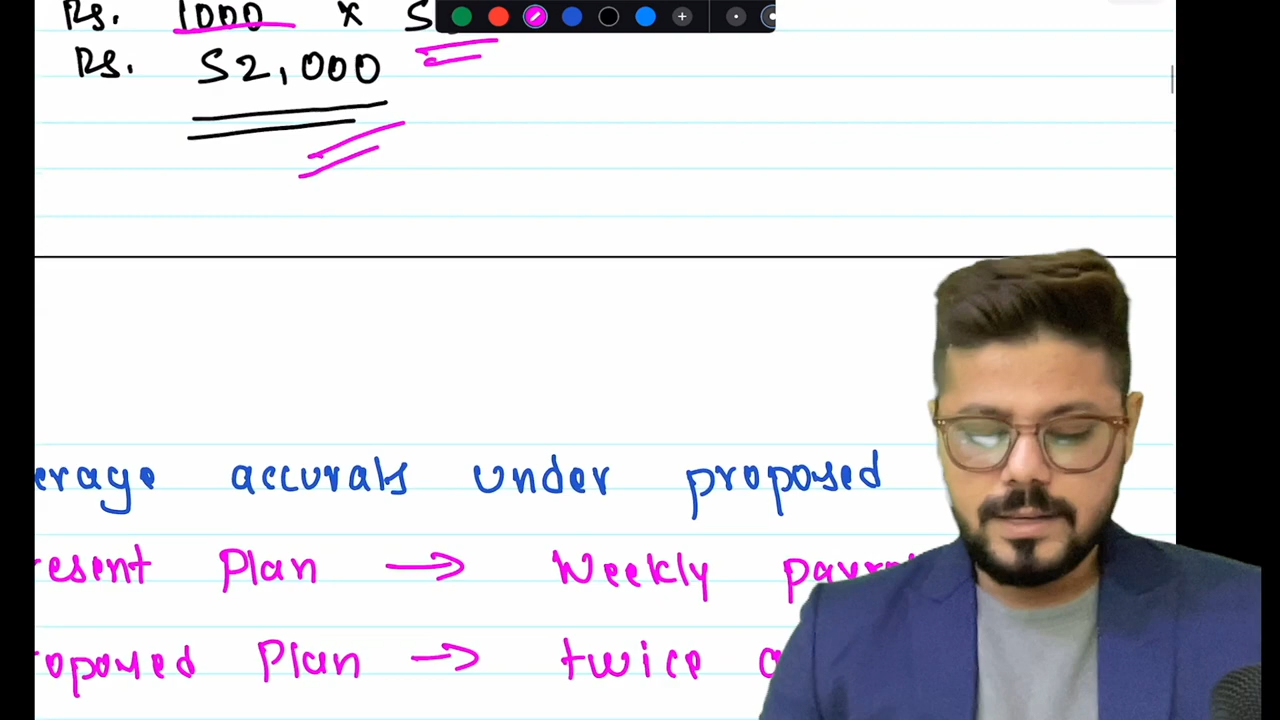 Rs. 1000 x
Rs. 52,000
erage accurals under proposed
resent Plan → Weekly
roposed Plan → twice